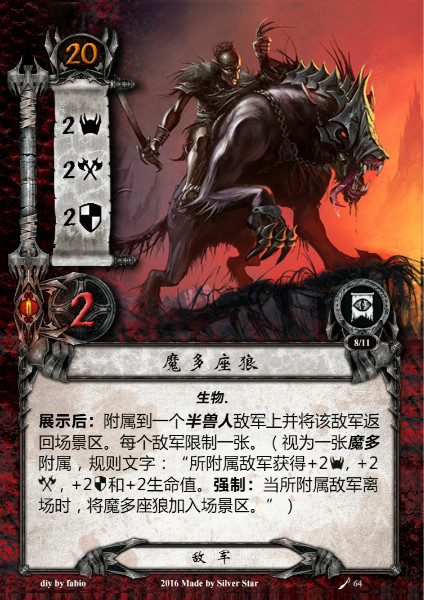 20
2
2
2
2
8/11
魔多座狼
生物.
展示后：附属到一个半兽人敌军上并将该敌军返
回场景区。每个敌军限制一张。（视为一张魔多
附属，规则文字：“所附属敌军获得+2，+2
，+2和+2生命值。强制：当所附属敌军离
场时，将魔多座狼加入场景区。”）
敌军
diy by fabio 2016 Made by Silver Star 64